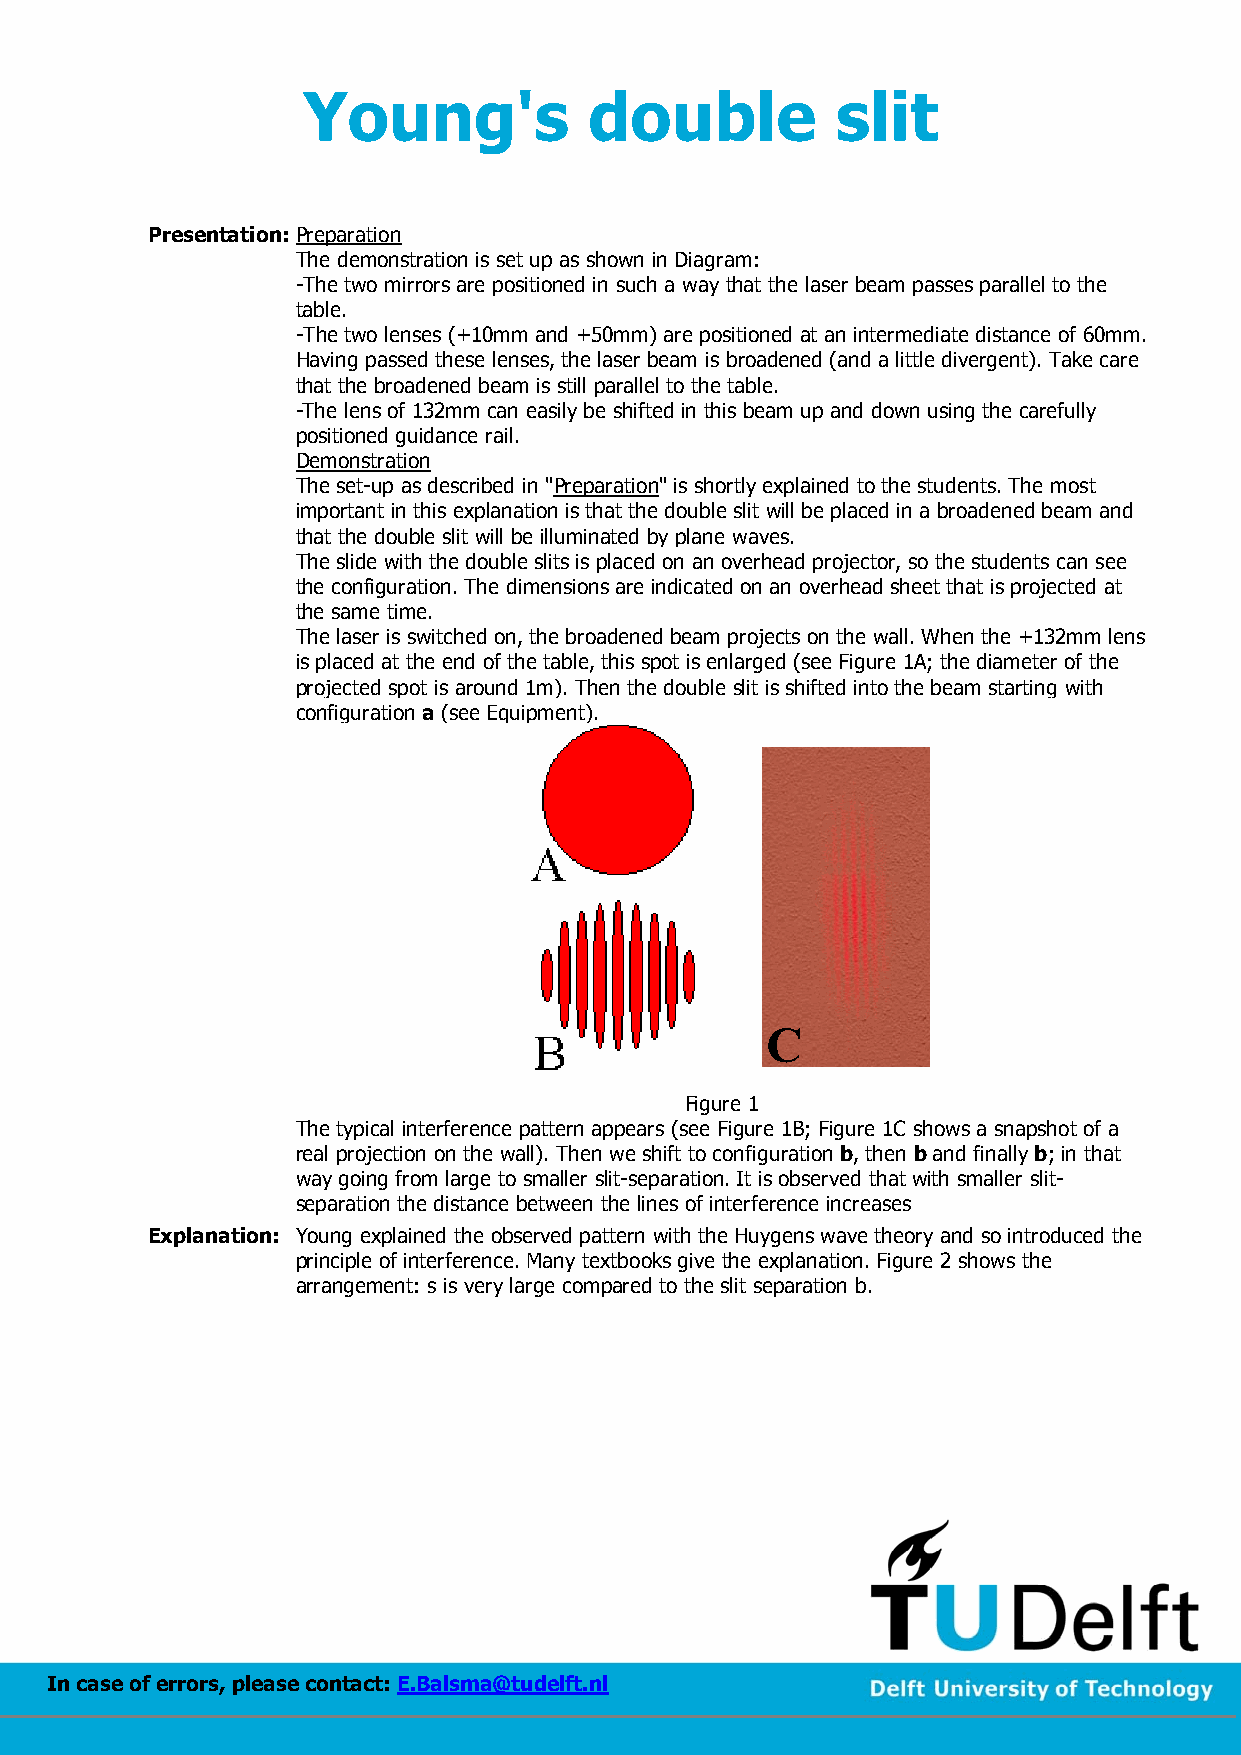 Young's double slit
Presentation: Preparation
The demonstration is set up as shown in Diagram:
-The two mirrors are positioned in such a way that the laser beam passes parallel to the
table.
-The two lenses (+10mm and +50mm) are positioned at an intermediate distance of 60mm.
Having passed these lenses, the laser beam is broadened (and a little divergent). Take care
that the broadened beam is still parallel to the table.
-The lens of 132mm can easily be shifted in this beam up and down using the carefully
positioned guidance rail.
Demonstration
The set-up as described in "Preparation" is shortly explained to the students. The most
important in this explanation is that the double slit will be placed in a broadened beam and
that the double slit will be illuminated by plane waves.
The slide with the double slits is placed on an overhead projector, so the students can see
the configuration. The dimensions are indicated on an overhead sheet that is projected at
the same time.
The laser is switched on, the broadened beam projects on the wall. When the +132mm lens
is placed at the end of the table, this spot is enlarged (see Figure 1A; the diameter of the
projected spot is around 1m). Then the double slit is shifted into the beam starting with
configuration a (see Equipment).
A
B
C
Figure 1
The typical interference pattern appears (see Figure 1B; Figure 1C shows a snapshot of a
real projection on the wall). Then we shift to configuration b, then b and finally b; in that
way going from large to smaller slit-separation. It is observed that with smaller slit-
separation the distance between the lines of interference increases
Explanation: Young explained the observed pattern with the Huygens wave theory and so introduced the
principle of interference. Many textbooks give the explanation. Figure 2 shows the
arrangement: s is very large compared to the slit separation b.
TUDelft
In case of errors, please contact: E.Balsma@tudelft.nl
Delft University of Technology